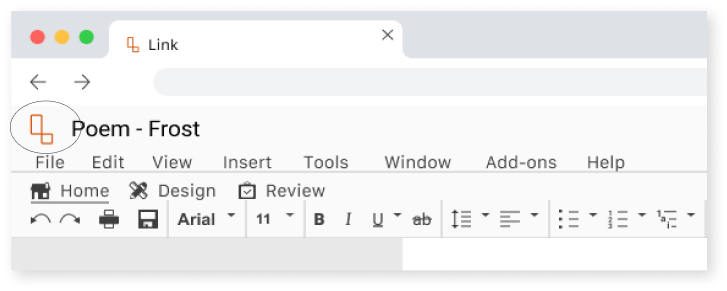 Link
Poem - Frost
File Edit View Insert Tools Window Add-ons Help
Home Design Review
Arial 11 B I U ab